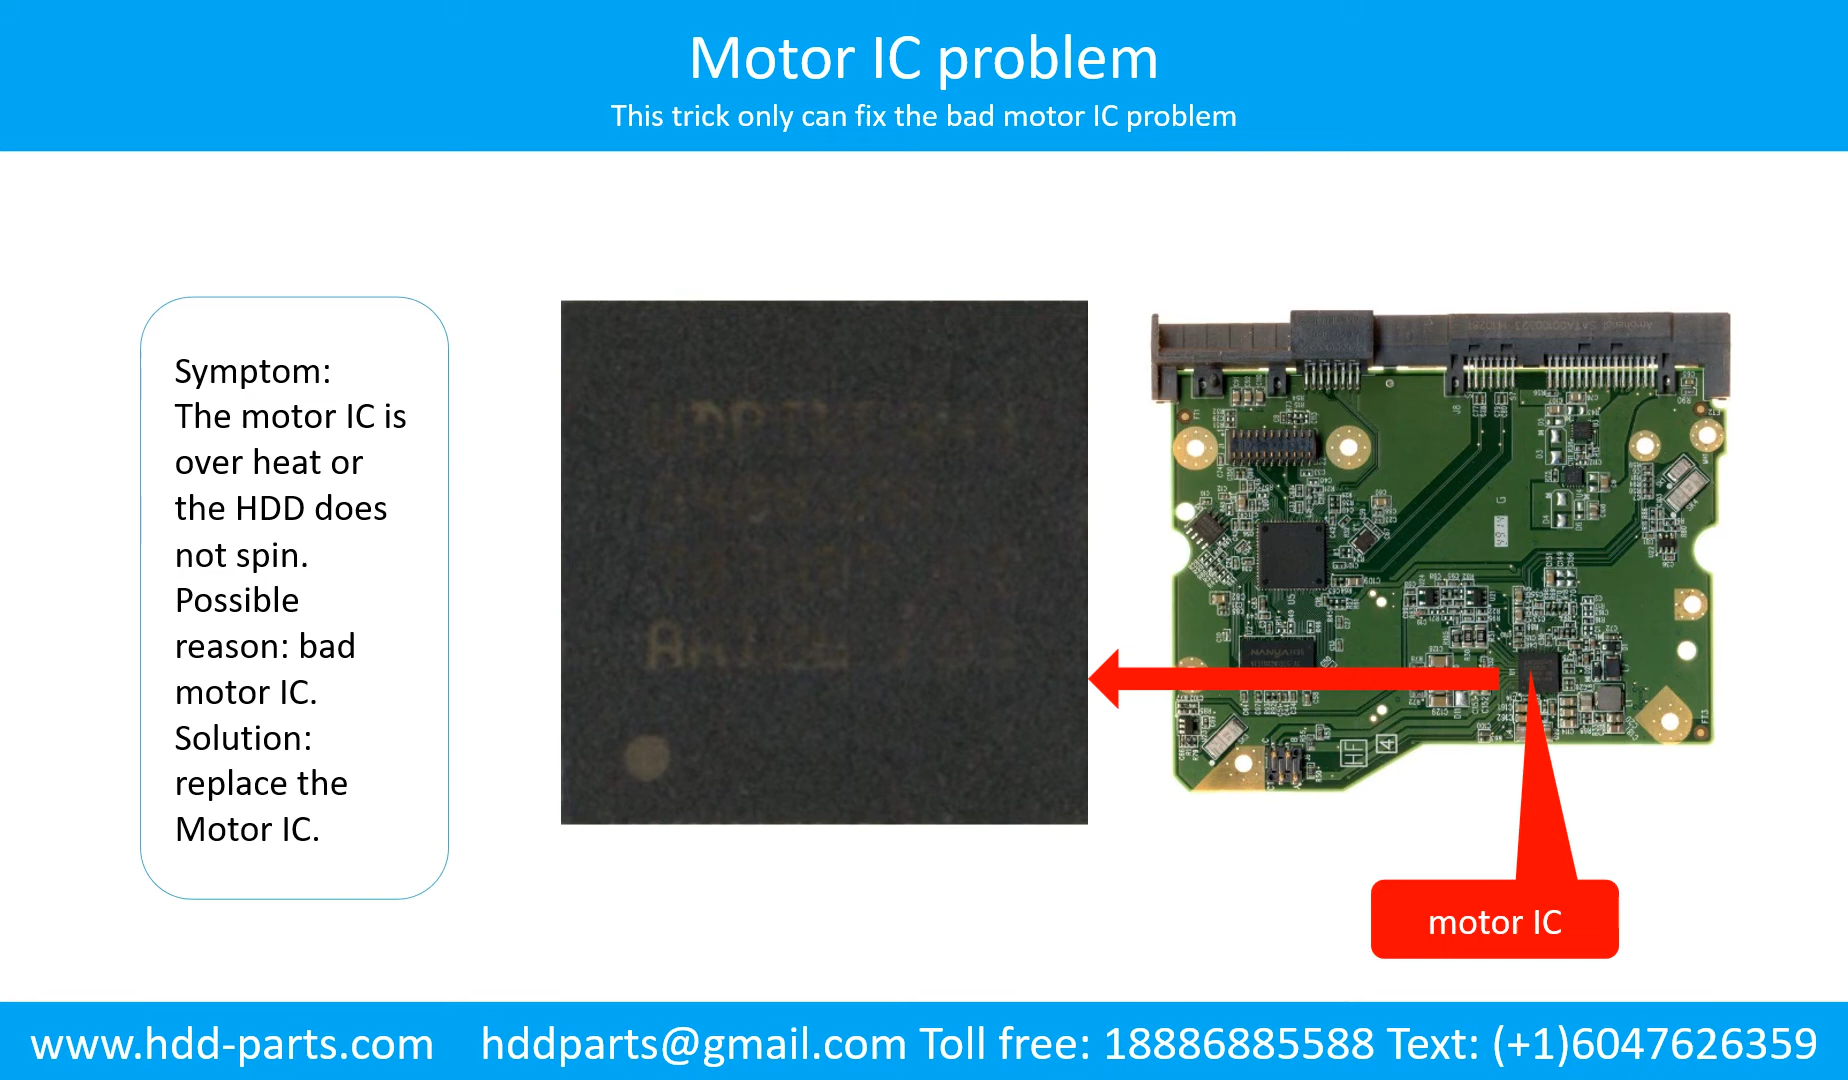 Motor IC problem
This trick only can fix the bad motor IC problem
Symptom:
The motor IC is
over heat or
the HDD does
not spin.
Possible
reason: bad
motor IC.
Solution:
replace the
Motor IC.
HF
4
motor IC
www.hdd-parts.com hddparts@gmail.com Toll free: 18886885588 Text: (+1)6047626359